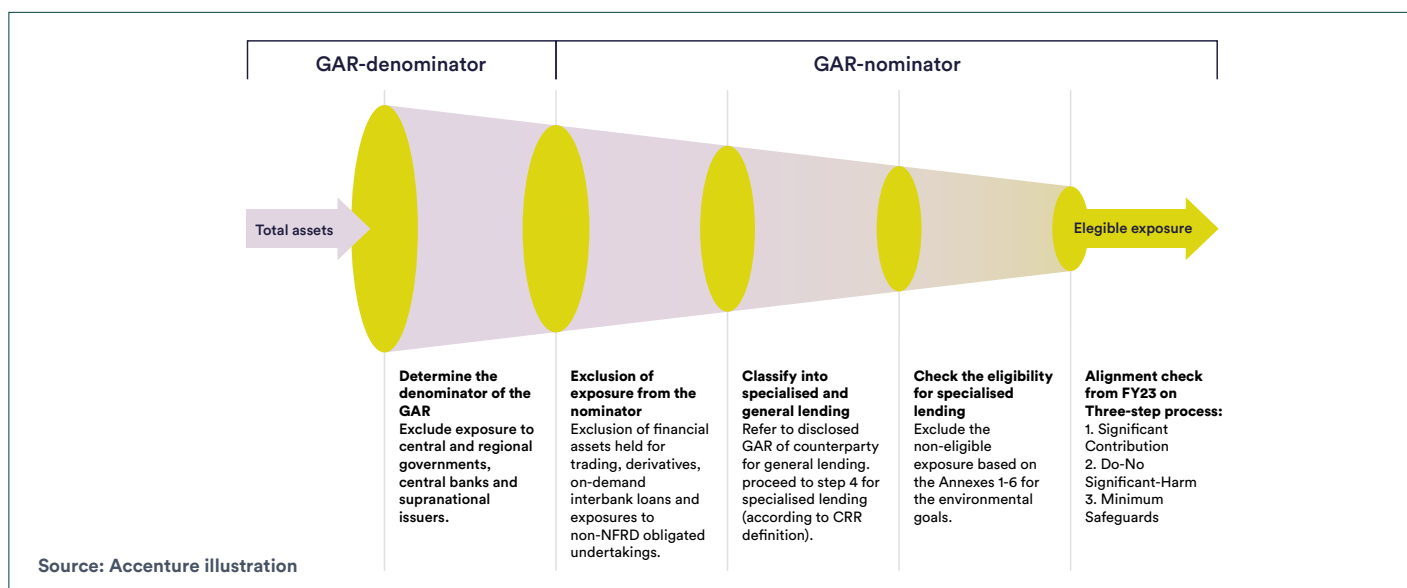 GAR-denominator
GAR-nominator
Total assets
Elegible exposure
Determine the
denominator of the
GAR
Exclude exposure to
central and regional
governments,
central banks and
supranational
issuers.
Exclusion of
exposure from the
nominator
Exclusion of financial
assets held for
trading, derivatives,
on-demand
interbank loans and
exposures to
non-NFRD obligated
undertakings.
Classify into
specialised and
general lending
Refer to disclosed
GAR of counterparty
for general lending.
proceed to step 4 for
specialised lending
(according to CRR
definition).
Check the eligibility
for specialised
lending
Exclude the
non-eligible
exposure based on
the Annexes 1-6 for
the environmental
goals.
Alignment check
from FY23 on
Three-step process:
1. Significant
Contribution
2. Do-No
Significant-Harm
3. Minimum
Safeguards
Source: Accenture illustration